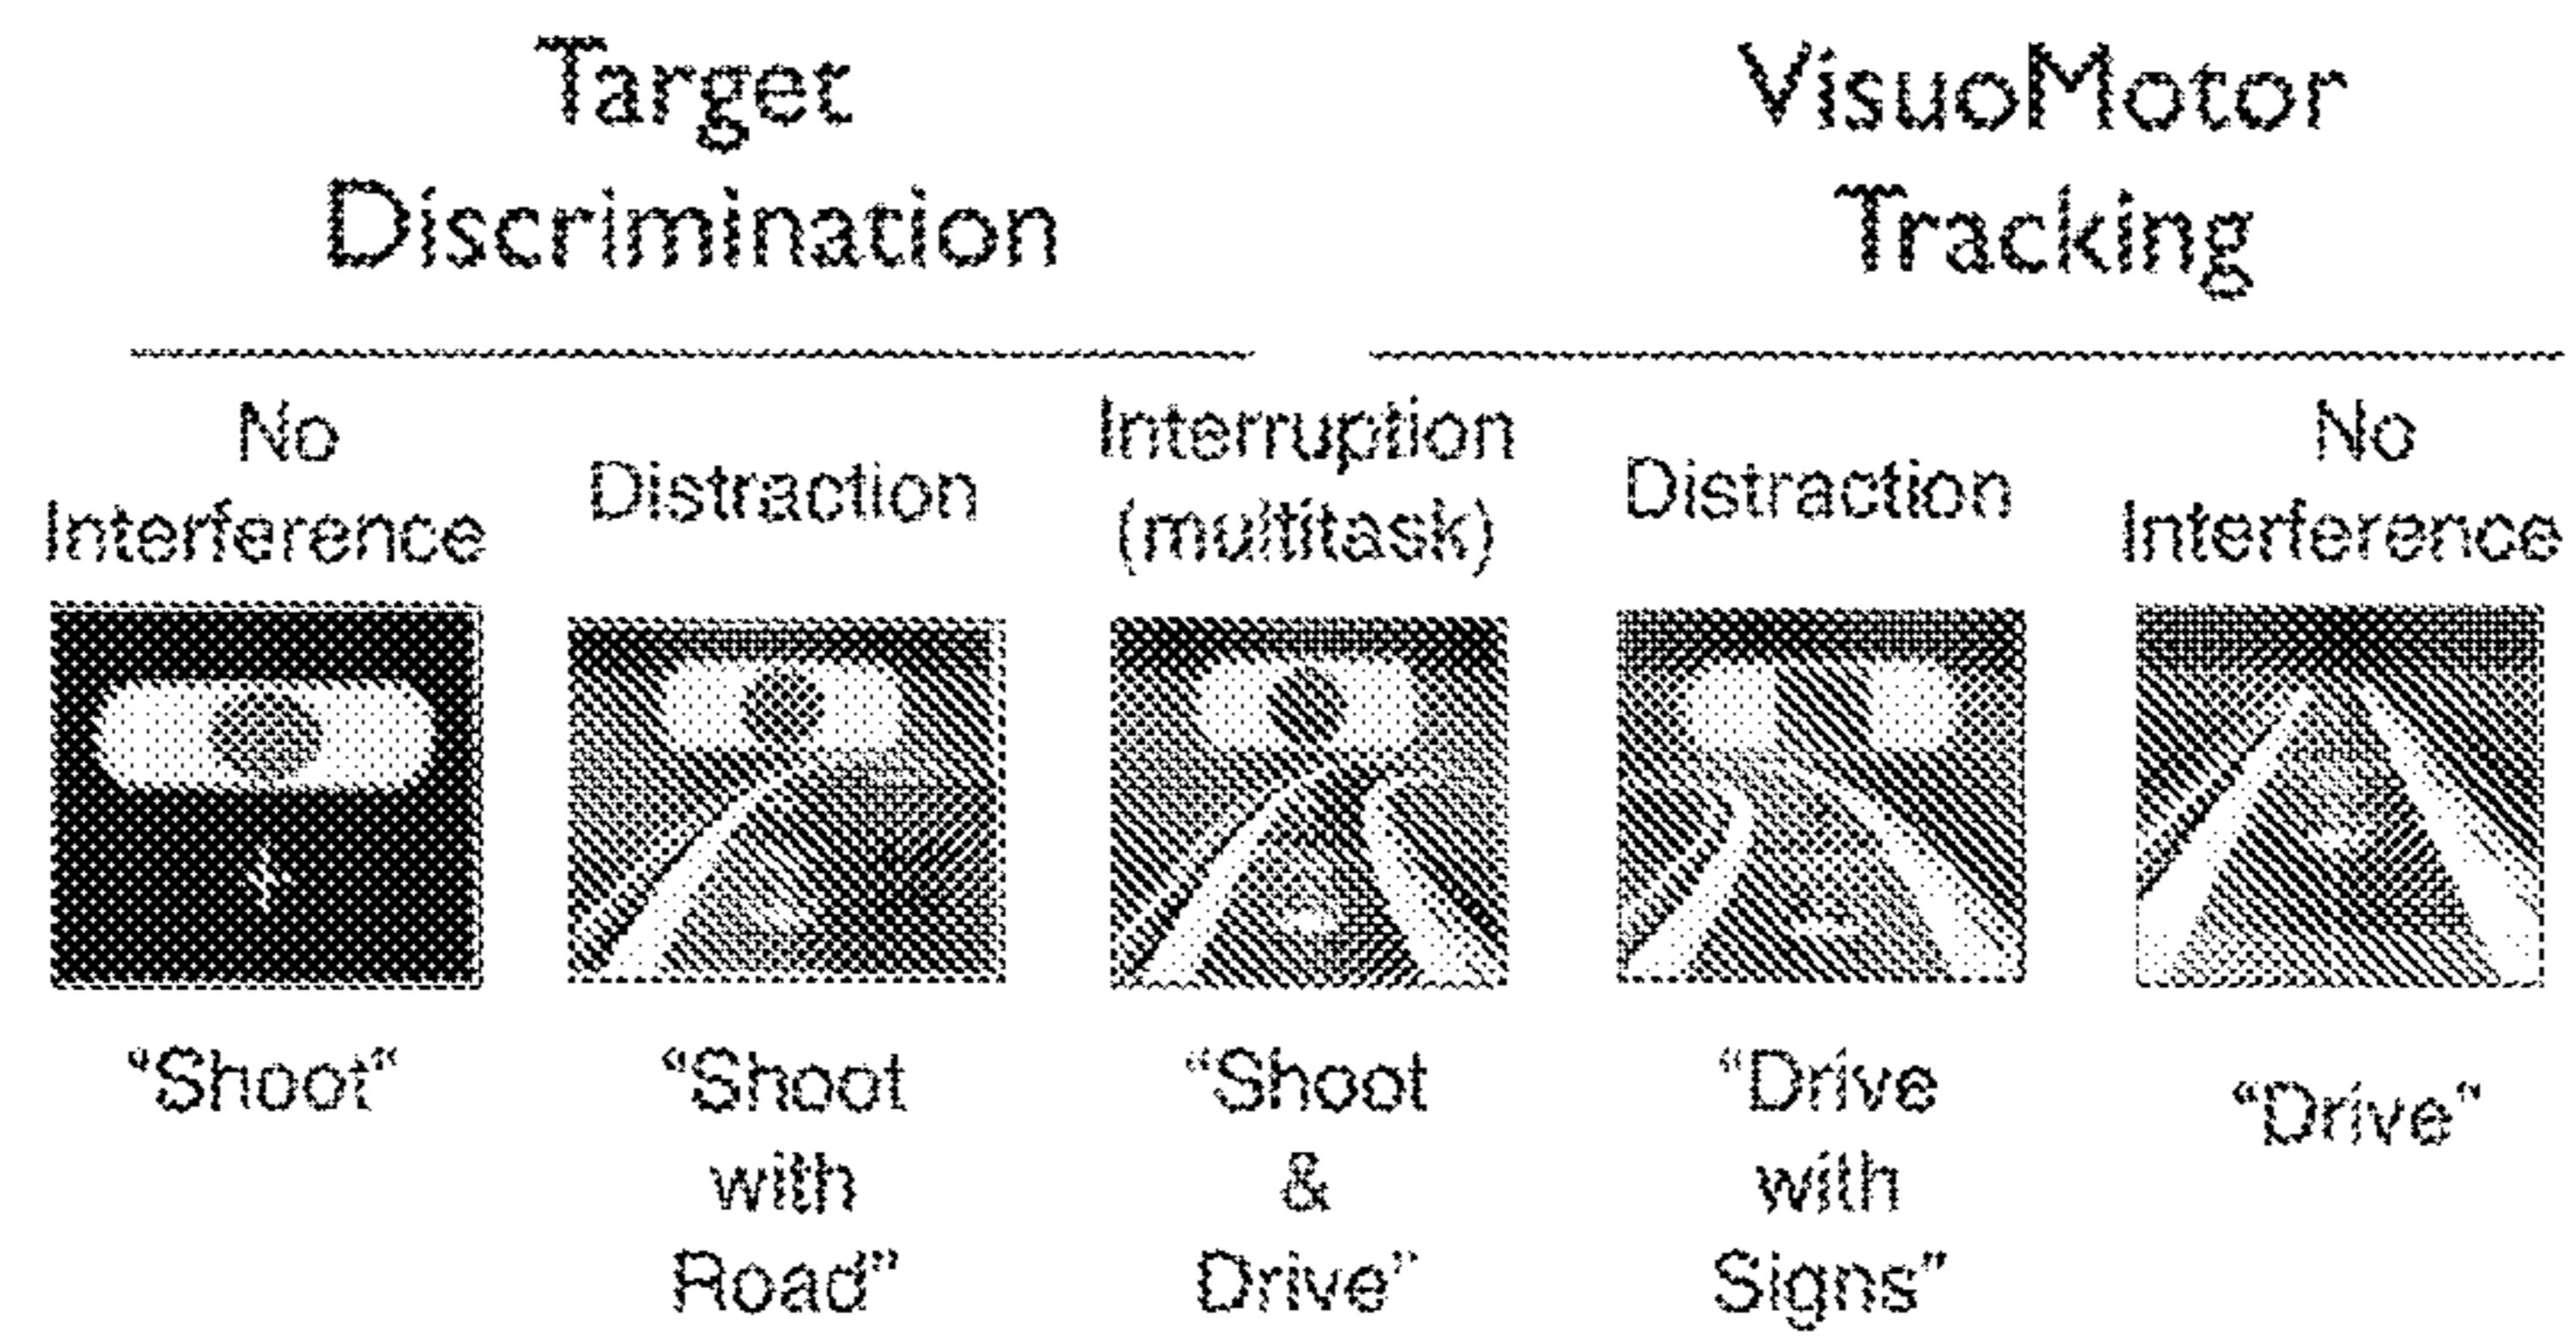 Target
Discrimination
VisuoMotor
Tracking
No
Interference
Distraction
Interruption
(multitask)
Distraction
No
Interference
“Shoot“
“Shoot
with
Road”
“Shoot
&
Drive”
“Drive
with
Signs”
“Drive“